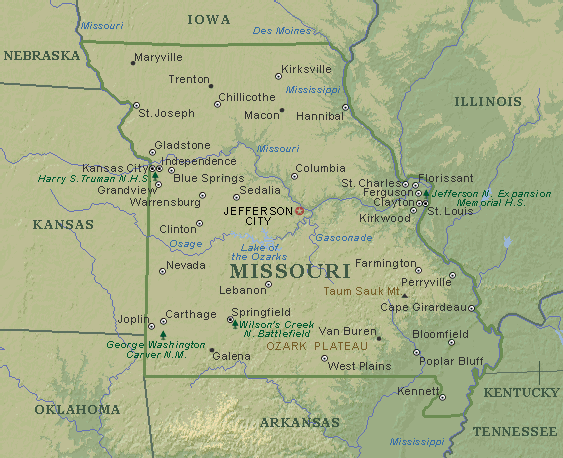 IOWA
Missouri
Des Moines
NEBRASKA
Maryville
Kirksville
Trenton
Mississippi
Chillicothe
ILLINOIS
St. Joseph
Macon
Hannibal
Gladstone
Missouri
Kansas City
Independence
Columbia
Harry S.Truman N.H.S.
Blue Springs
St. Charles
Florissant
Grandview
Sedalia
Ferguson
Jefferson N. Expansion
Memorial H.S.
Warrensburg
JEFFERSON
CITY
Clayton
St. Louis
Kirkwood
KANSAS
Clinton
Osage
Lake of
the Ozarks
Gasconade
Nevada
MISSOURI
Farmington
Lebanon
Taum Sauk Mt.
Perryville
Cape Girardeau
Joplin
Carthage
Springfield
Wilson's Creek
N. Battlefield
Van Buren
Bloomfield
George Washington
Carver N.M.
Galena
OZARK PLATEAU
West Plains
Poplar Bluff
Kennett
KENTUCKY
OKLAHOMA
ARKANSAS
TENNESSEE
Mississippi